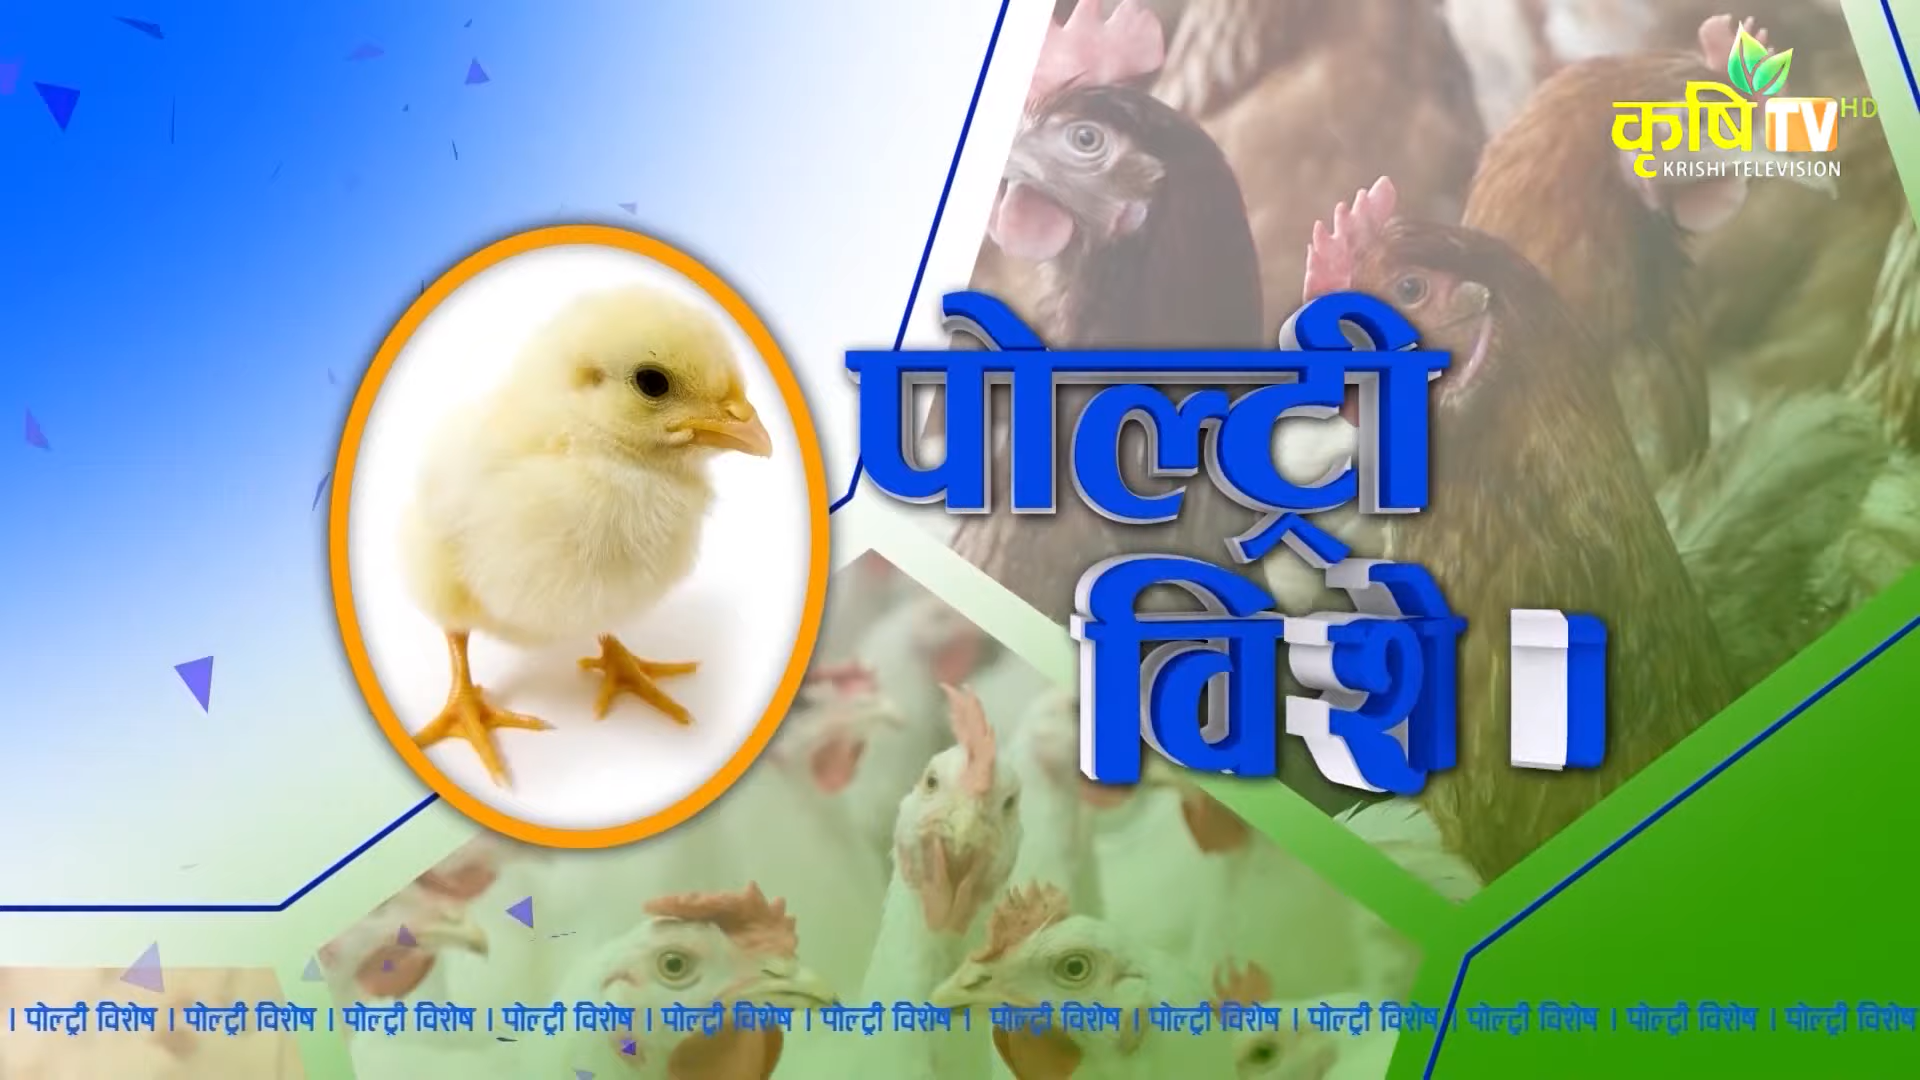 कृषि TV HD
KRISHI TELEVISION
पोल्ट्री
विशे
। पोल्ट्री विशेष । पोल्ट्री विशेष । पोल्ट्री विशेष । पोल्ट्री विशेष । पोल्ट्री विशेष । पोल्ट्री विशेष । पोल्ट्री विशेष । पोल्ट्री विशेष । पोल्ट्री विशेष । पोल्ट्री विशेष । पोल्ट्री विशेष । पोल्ट्री विशेष